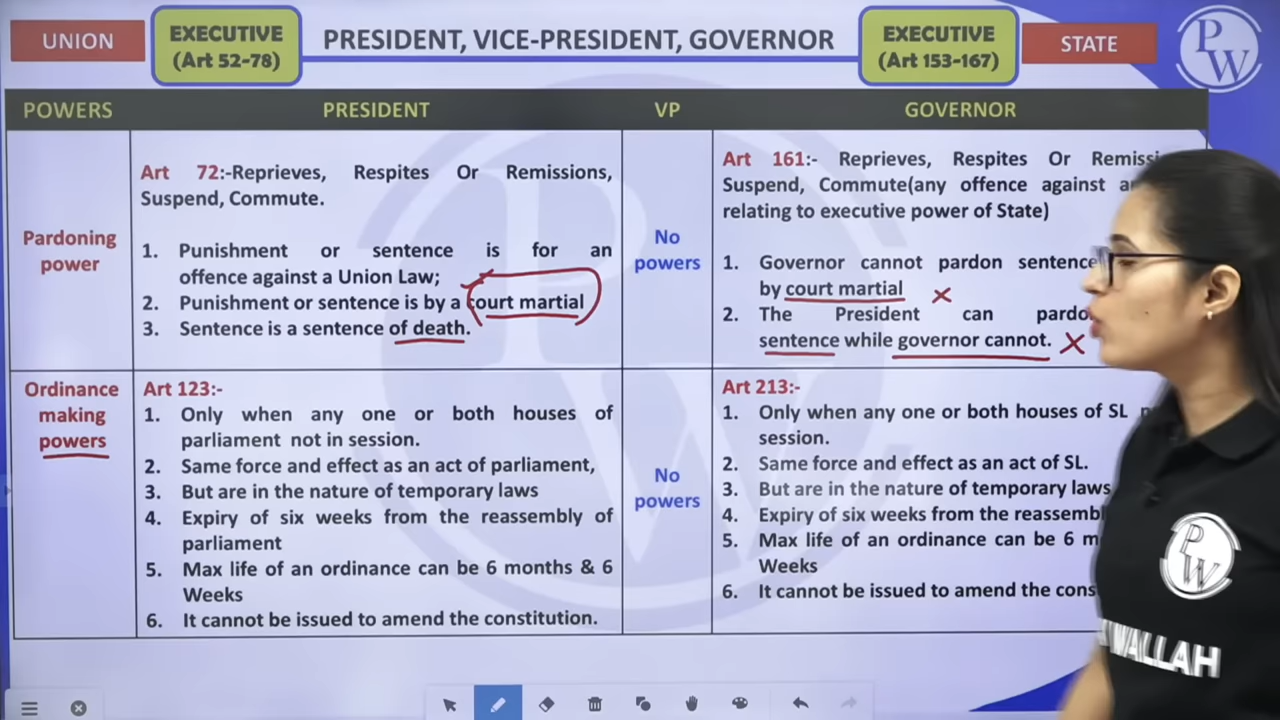 UNION
EXECUTIVE
(Art 52-78)
PRESIDENT, VICE-PRESIDENT, GOVERNOR
EXECUTIVE
(Art 153-167)
STATE
PW
POWERS PRESIDENT VP GOVERNOR
Pardoning
power
Art 72:-Reprieves, Respites Or Remissions,
Suspend, Commute.
1. Punishment or sentence is for an
offence against a Union Law;
2. Punishment or sentence is by a court martial
3. Sentence is a sentence of death.
No
powers
Art 161:- Reprieves, Respites Or
Suspend, Commute(any offence against
relating to executive power of State)
1. Governor cannot pardon sentence
by court martial
2. The President can
sentence while governor cannot.
Ordinance
making
powers
Art 123:-
1. Only when any one or both houses of
parliament not in session.
2. Same force and effect as an act of parliament,
3. But are in the nature of temporary laws
4. Expiry of six weeks from the reassembly of
parliament
5. Max life of an ordinance can be 6 months & 6
Weeks
6. It cannot be issued to amend the constitution.
No
powers
Art 213:-
1. Only when any one or both houses of SL
session.
2. Same force and effect as an act of SL.
3. But are in the nature of temporary laws
4. Expiry of six weeks from the
5. Max life of an ordinance can be 6
Weeks
6. It cannot be issued to amend the
PW
WALLAH